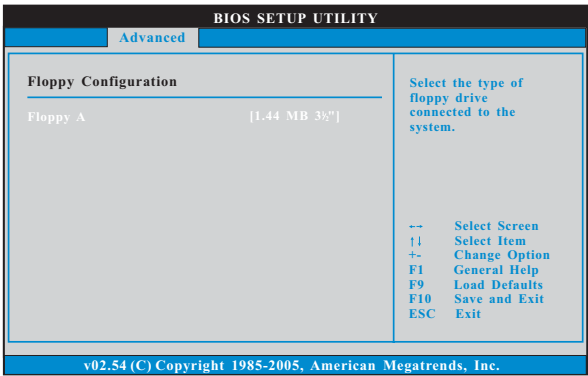 BIOS SETUP UTILITY
Advanced
Floppy Configuration
Floppy A [1.44 MB 3½"]
Select the type of
floppy drive
connected to the
system.
←→ Select Screen
↑↓ Select Item
+- Change Option
F1 General Help
F9 Load Defaults
F10 Save and Exit
ESC Exit
v02.54 (C) Copyright 1985-2005, American Megatrends, Inc.